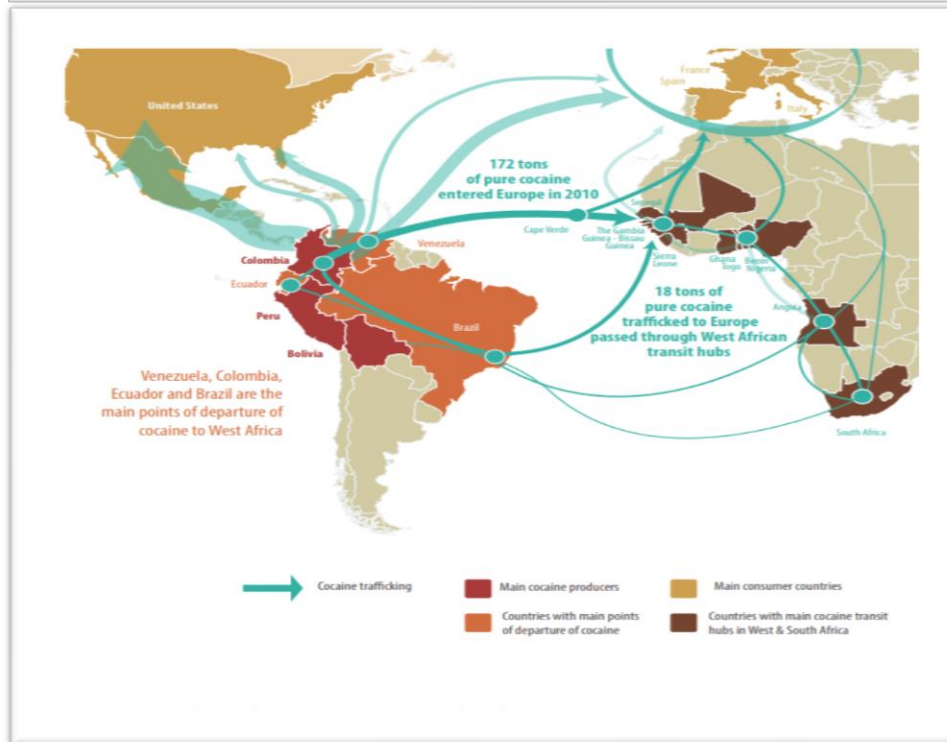 France
Spain
Italy
United States
172 tons
of pure cocaine
entered Europe in 2010
Senegal
Cape Verde
The Gambia
Guinea - Bissau
Guinea
Sierra
Leone
Ghana
Togo
Benin
Nigeria
Venezuela
Colombia
Ecuador
Peru
Brazil
Bolivia
Angola
18 tons of
pure cocaine
trafficked to Europe
passed through West African
transit hubs
South Africa
Venezuela, Colombia,
Ecuador and Brazil are the
main points of departure of
cocaine to West Africa
Cocaine trafficking
Main cocaine producers
Main consumer countries
Countries with main points
of departure of cocaine
Countries with main cocaine transit
hubs in West & South Africa